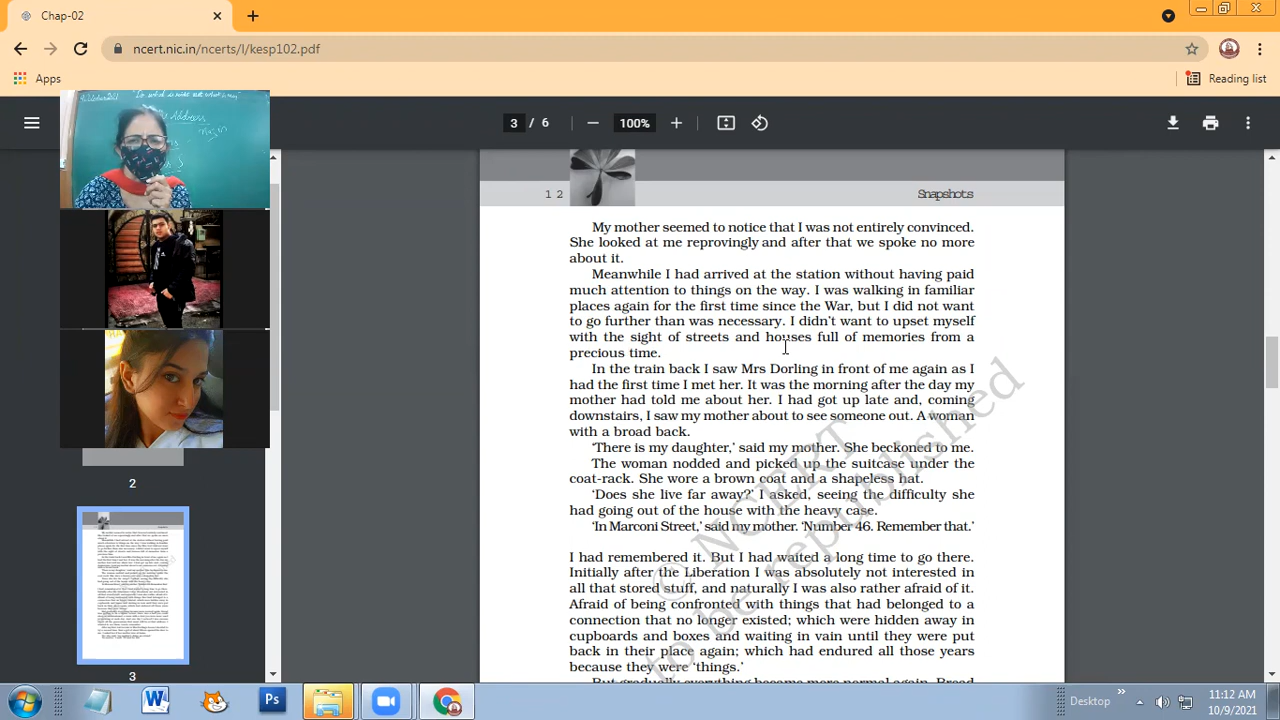 Chap-02
ncert.nic.in/ncerts/l/kesp102.pdf
Apps
Reading list
3 / 6
100%
Address
1 2
Snapshots
My mother seemed to notice that I was not entirely convinced.
She looked at me reprovingly and after that we spoke no more
about it.
Meanwhile I had arrived at the station without having paid
much attention to things on the way. I was walking in familiar
places again for the first time since the War, but I did not want
to go further than was necessary. I didn't want to upset myself
with the sight of streets and houses full of memories from a
precious time.
In the train back I saw Mrs Dorling in front of me again as I
had the first time I met her. It was the morning after the day my
mother had told me about her. I had got up late and, coming
downstairs, I saw my mother about to see someone out. A woman
with a broad back.
'There is my daughter,' said my mother. She beckoned to me.
The woman nodded and picked up the suitcase under the
coat-rack. She wore a brown coat and a shapeless hat.
'Does she live far away?' I asked, seeing the difficulty she
had going out of the house with the heavy case.
'In Marconi Street,' said my mother. 'Number 46. Remember that.'
I had remembered it. But I had waited a long time to go there.
Initially after the Liberation I was absolutely not interested in
all that stored stuff, and naturally I was also rather afraid of it.
Afraid of being confronted with things that had belonged to a
connection that no longer existed; which were hidden away in
cupboards and boxes and waiting in vain until they were put
back in their place again; which had endured all those years
because they were 'things.'
But gradually everything became more normal again. Bread
© NCERT
to be republished
2
3
Desktop
11:12 AM
10/9/2021